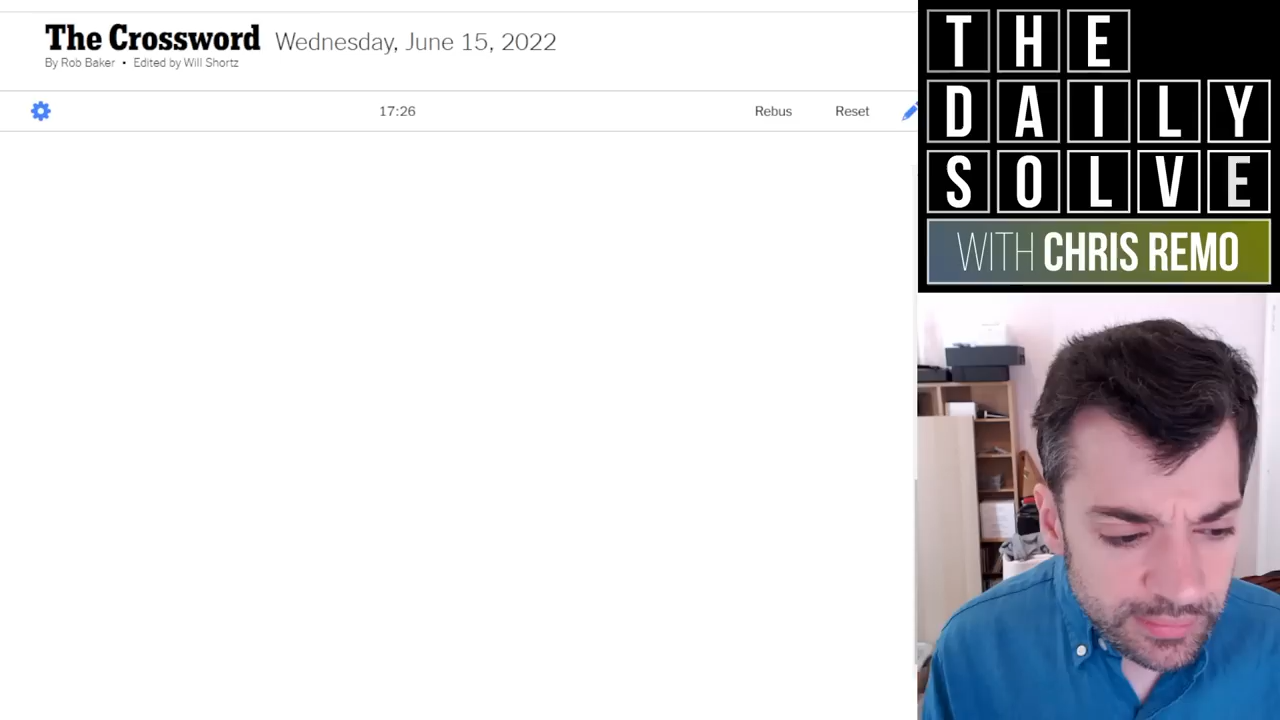 The Crossword Wednesday, June 15, 2022
By Rob Baker • Edited by Will Shortz
17:26 Rebus Reset
THE
DAILY
SOLVE
WITH CHRIS REMO